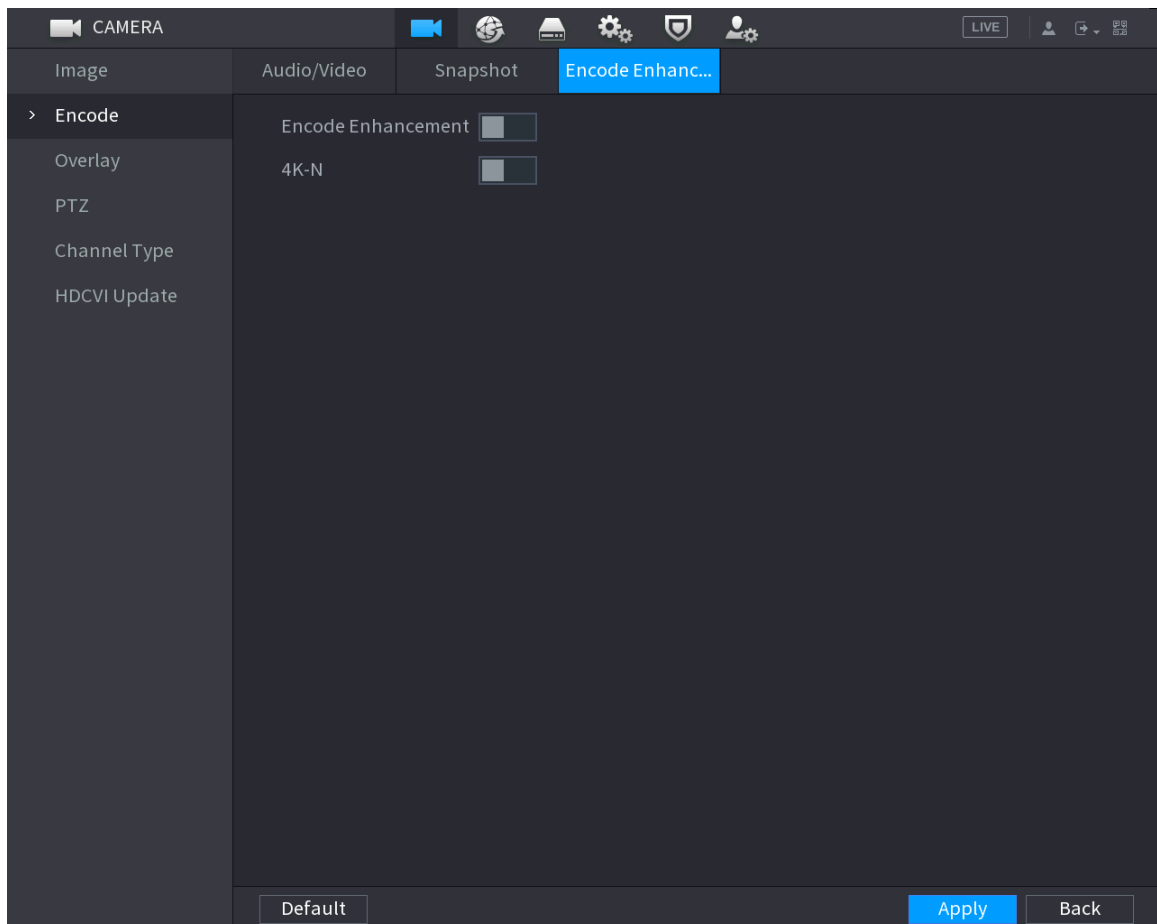 CAMERA
LIVE
Image
Audio/Video
Snapshot
Encode Enhanc...
Encode
Encode Enhancement
Overlay
4K-N
PTZ
Channel Type
HDCVI Update
Default
Apply
Back